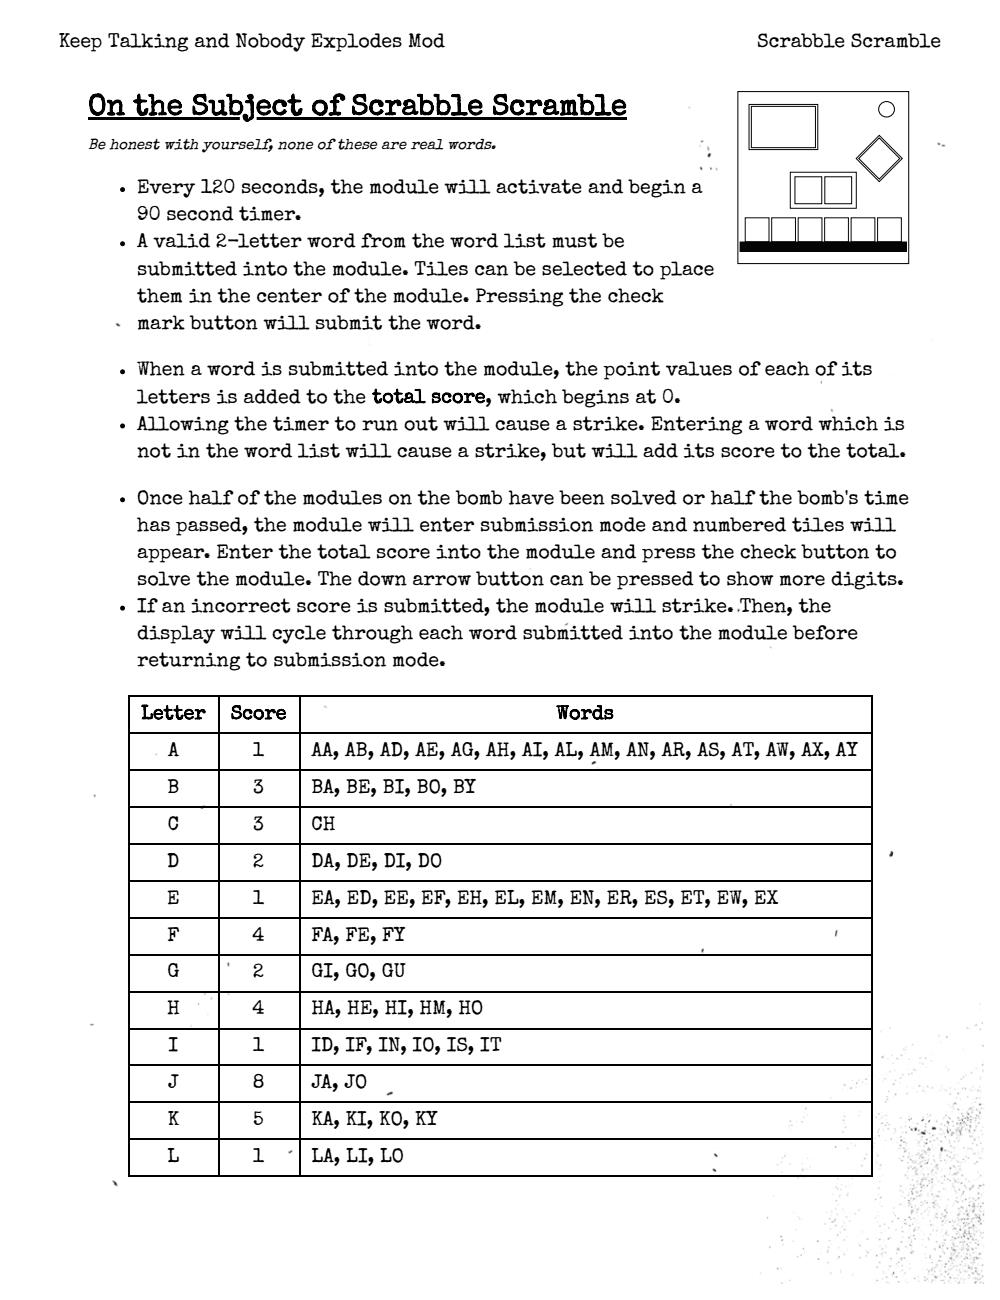 Keep Talking and Nobody Explodes Mod Scrabble Scramble
On the Subject of Scrabble Scramble
Be honest with yourself, none of these are real words.
• Every 120 seconds, the module will activate and begin a
90 second timer.
• A valid 2-letter word from the word list must be
submitted into the module. Tiles can be selected to place
them in the center of the module. Pressing the check
mark button will submit the word.
• When a word is submitted into the module, the point values of each of its
letters is added to the total score, which begins at 0.
• Allowing the timer to run out will cause a strike. Entering a word which is
not in the word list will cause a strike, but will add its score to the total.
• Once half of the modules on the bomb have been solved or half the bomb's time
has passed, the module will enter submission mode and numbered tiles will
appear. Enter the total score into the module and press the check button to
solve the module. The down arrow button can be pressed to show more digits.
• If an incorrect score is submitted, the module will strike. Then, the
display will cycle through each word submitted into the module before
returning to submission mode.
Letter Score Words
A 1 AA, AB, AD, AE, AG, AH, AI, AL, AM, AN, AR, AS, AT, AW, AX, AY
B 3 BA, BE, BI, BO, BY
C 3 CH
D 2 DA, DE, DI, DO
E 1 EA, ED, EE, EF, EH, EL, EM, EN, ER, ES, ET, EW, EX
F 4 FA, FE, FY
G 2 GI, GO, GU
H 4 HA, HE, HI, HM, HO
I 1 ID, IF, IN, IO, IS, IT
J 8 JA, JO
K 5 KA, KI, KO, KY
L 1 LA, LI, LO